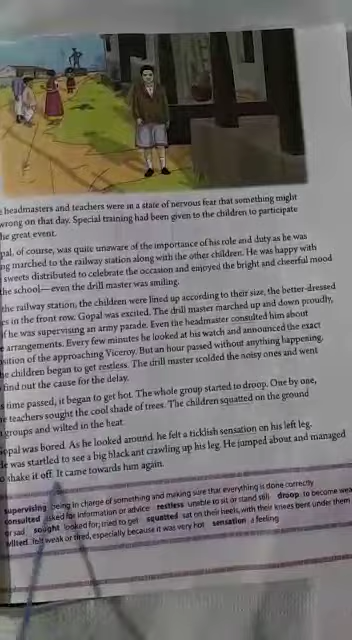 headmasters and teachers were in a state of nervous fear that something might
wrong on that day. Special training had been given to the children to participate
he great event.
pal, of course, was quite unaware of the importance of his role and duty as he was
ng marched to the railway station along with the other children. He was happy with
sweets distributed to celebrate the occasion and enjoyed the bright and cheerful mood
the school—even the drill master was smiling.
the railway station, the children were lined up according to their size, the better-dressed
es in the front row. Gopal was excited. The drill master marched up and down proudly,
if he was supervising an army parade. Even the headmaster consulted him about
arrangements. Every few minutes he looked at his watch and announced the exact
sition of the approaching Viceroy. But an hour passed without anything happening,
he children began to get restless. The drill master scolded the noisy ones and went
find out the cause for the delay.
s time passed, it began to get hot. The whole group started to droop. One by one,
e teachers sought the cool shade of trees. The children squatted on the ground
groups and wilted in the heat.
Gopal was bored. As he looked around, he felt a ticklish sensation on his left leg.
He was startled to see a big black ant crawling up his leg. He jumped about and managed
o shake it off. It came towards him again.
supervising being in charge of something and making sure that everything is done correctly
consulted asked for information or advice restless unable to sit or stand still droop to become wea
or sad sought looked for; tried to get squatted sat on their heels, with their knees bent under them
wilted felt weak or tired, especially because it was very hot sensation a feeling